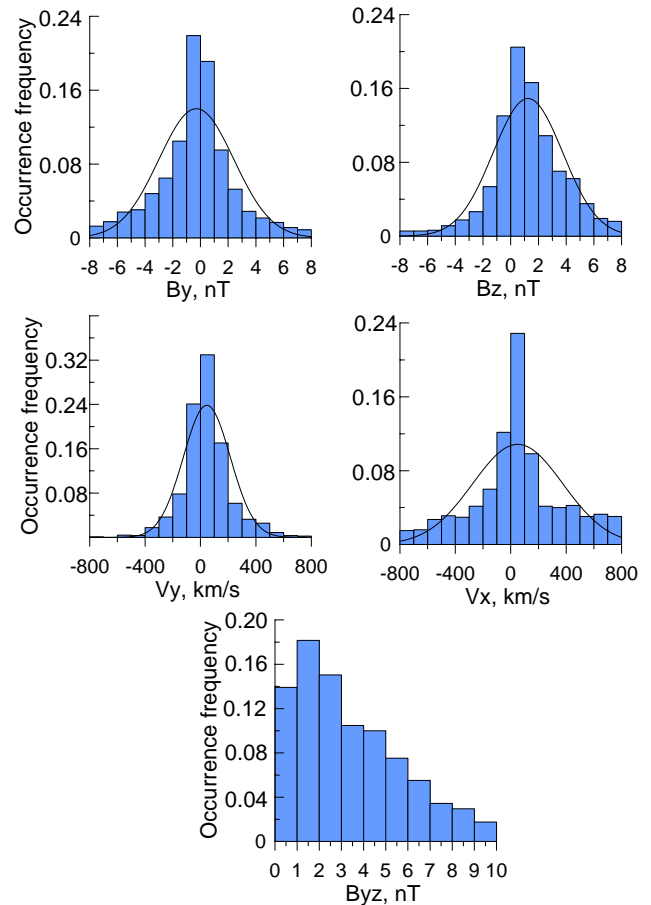 0.24
0.16
0.08
0
Occurrence frequency
-8 -6 -4 -2 0 2 4 6 8
By, nT
0.24
0.16
0.08
0
-8 -6 -4 -2 0 2 4 6 8
Bz, nT
0.32
0.24
0.16
0.08
Occurrence frequency
-800 -400 0 400 800
Vy, km/s
0.24
0.16
0.08
0
-800 -400 0 400 800
Vx, km/s
0.20
0.16
0.12
0.08
0.04
0
Occurrence frequency
0 1 2 3 4 5 6 7 8 9 10
Byz, nT